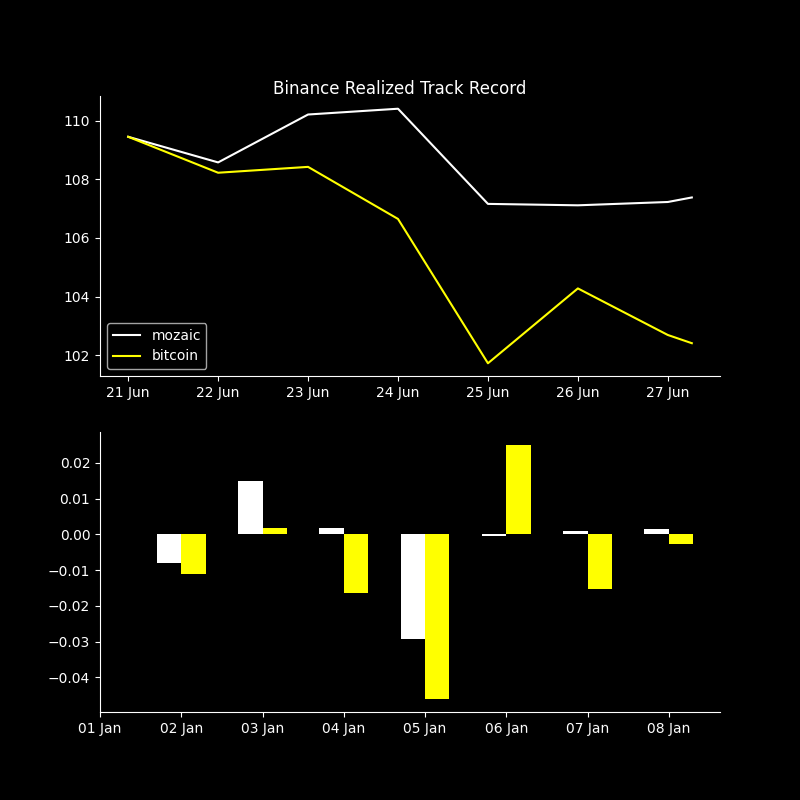 Binance Realized Track Record
110
108
106
104
102
mozaic
bitcoin
21 Jun 22 Jun 23 Jun 24 Jun 25 Jun 26 Jun 27 Jun
0.02
0.01
0.00
−0.01
−0.02
−0.03
−0.04
01 Jan 02 Jan 03 Jan 04 Jan 05 Jan 06 Jan 07 Jan 08 Jan